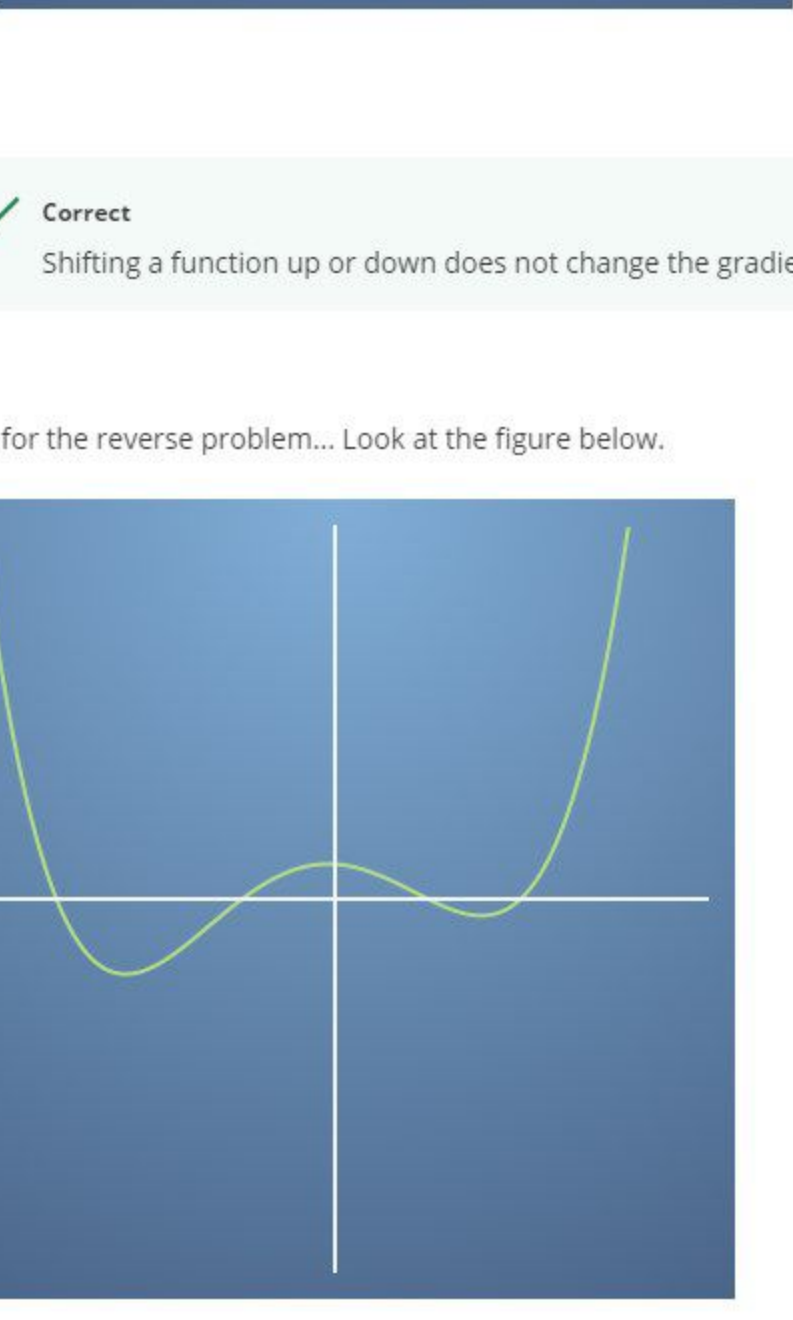 Correct
Shifting a function up or down does not change the
for the reverse problem... Look at the figure below.